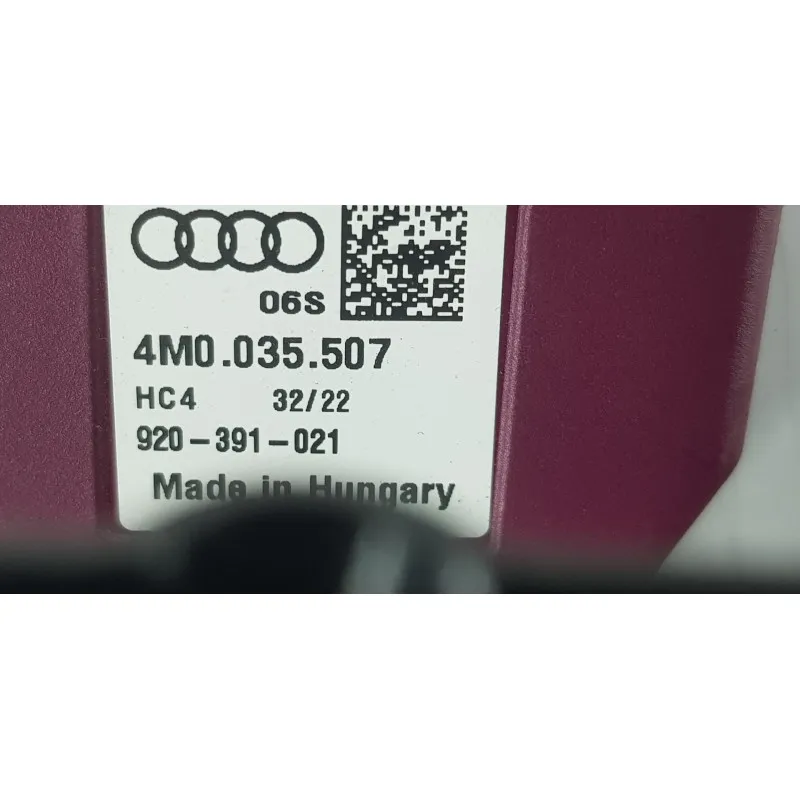 06S
4M0.035.507
HC4 32/22
920-391-021
Made in Hungary